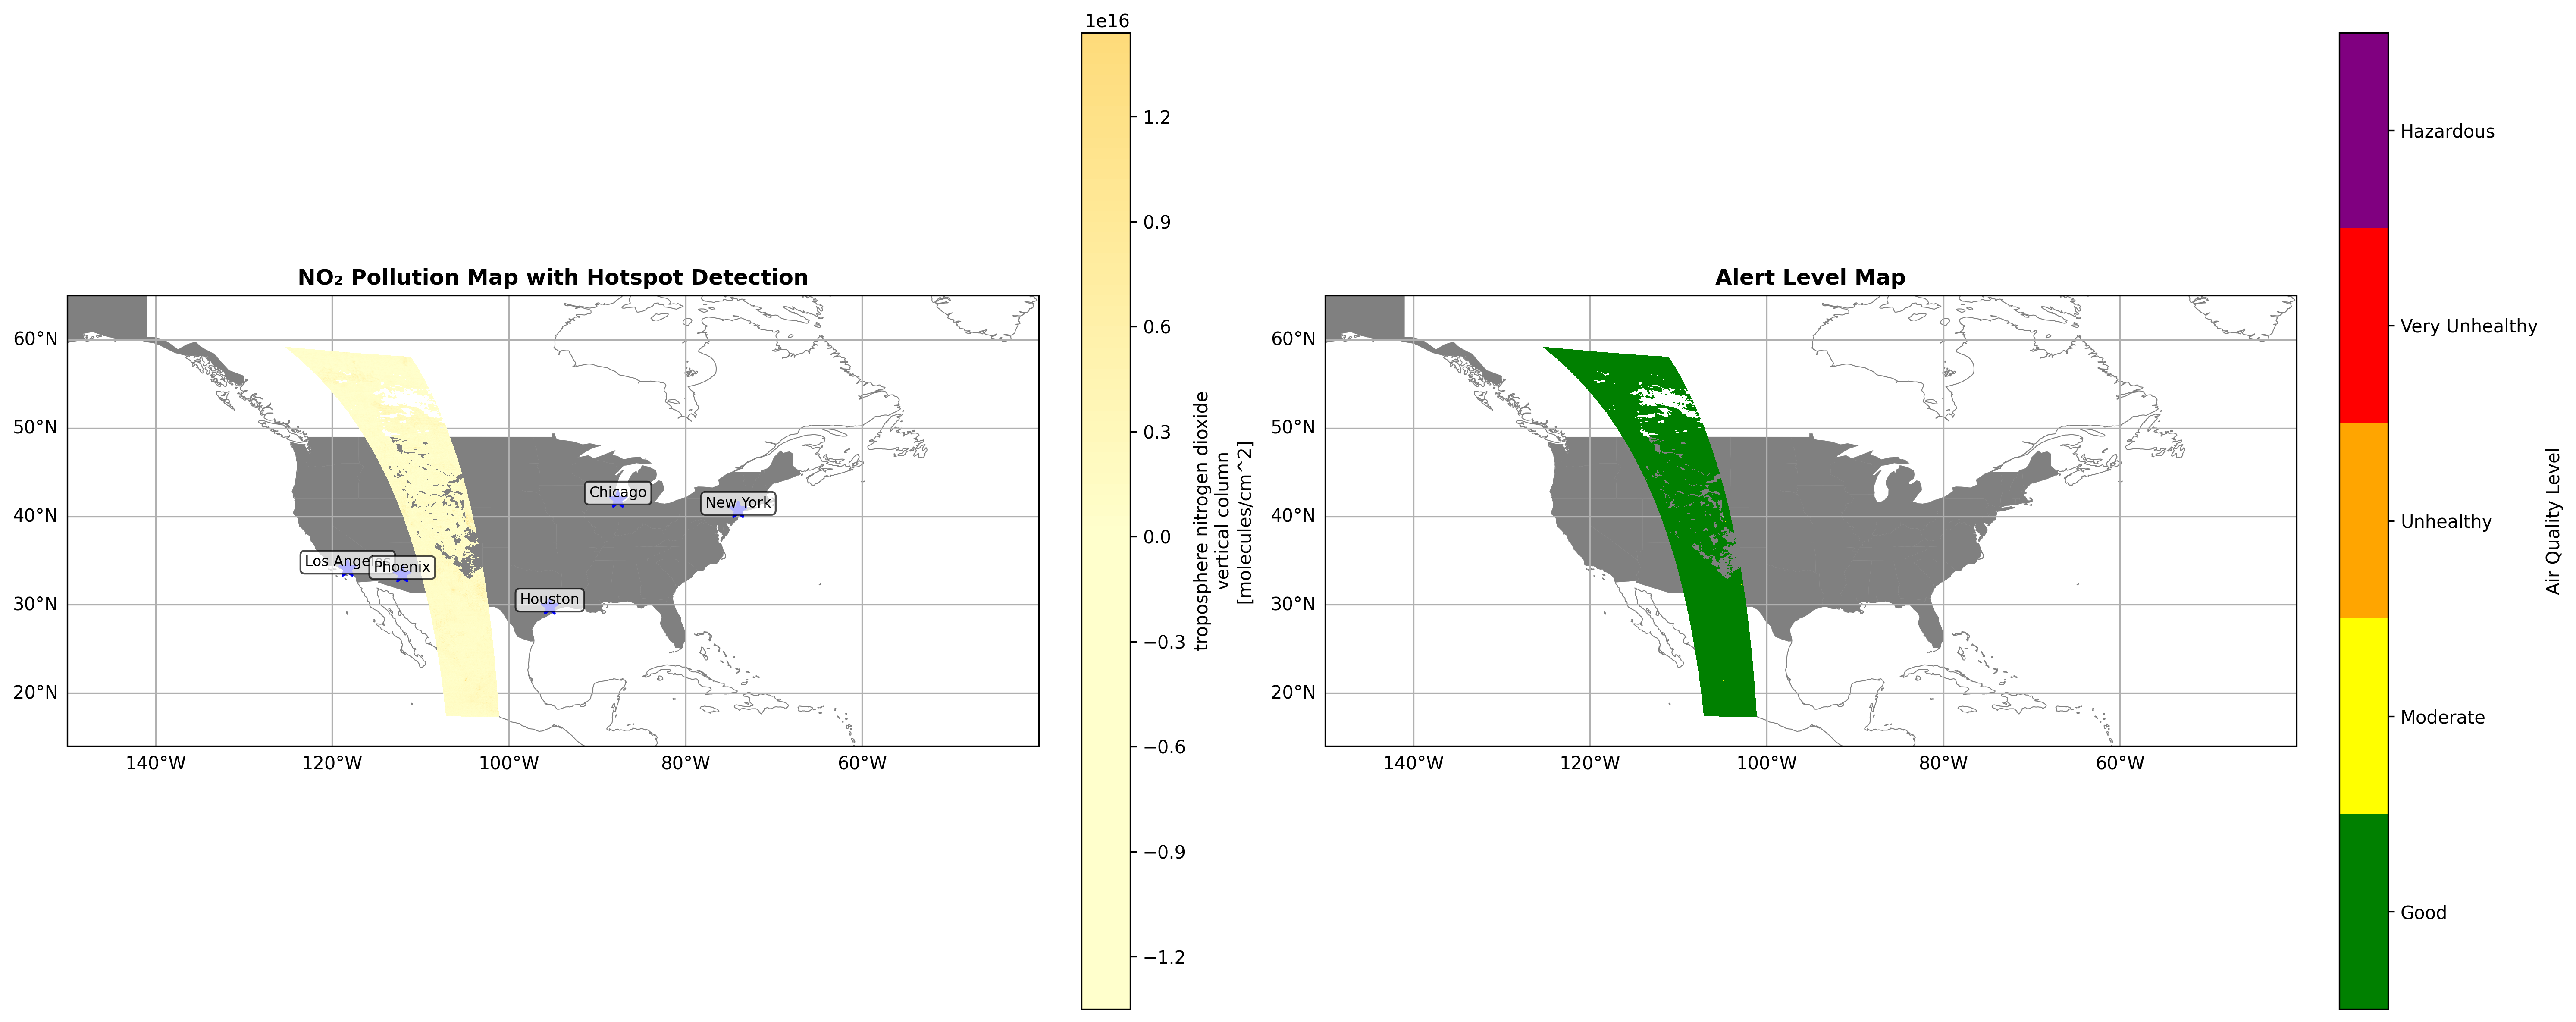 NO₂ Pollution Map with Hotspot Detection
60°N
50°N
40°N
30°N
20°N
140°W
120°W
100°W
80°W
60°W
Chicago
New York
Los Angeles
Phoenix
Houston
1e16
1.2
0.9
0.6
0.3
0.0
−0.3
−0.6
−0.9
−1.2
troposphere nitrogen dioxide
vertical column
[molecules/cm^2]
Alert Level Map
60°N
50°N
40°N
30°N
20°N
140°W
120°W
100°W
80°W
60°W
Hazardous
Very Unhealthy
Unhealthy
Moderate
Good
Air Quality Level